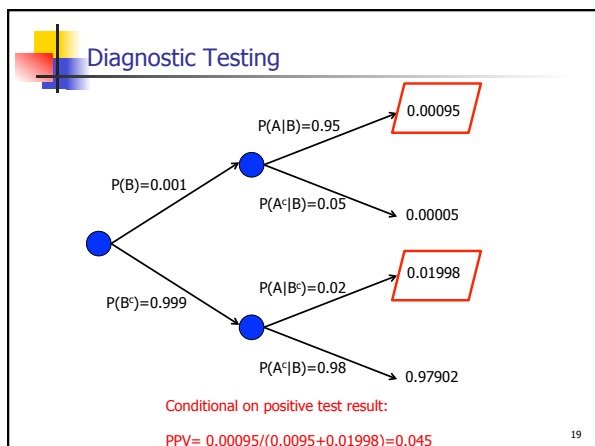 Diagnostic Testing
0.00095
P(A|B)=0.95
P(B)=0.001
P(Aᶜ|B)=0.05
0.00005
P(A|Bᶜ)=0.02
0.01998
P(Bᶜ)=0.999
P(Aᶜ|B)=0.98
0.97902
Conditional on positive test result:
PPV= 0.00095/(0.0095+0.01998)=0.045
19